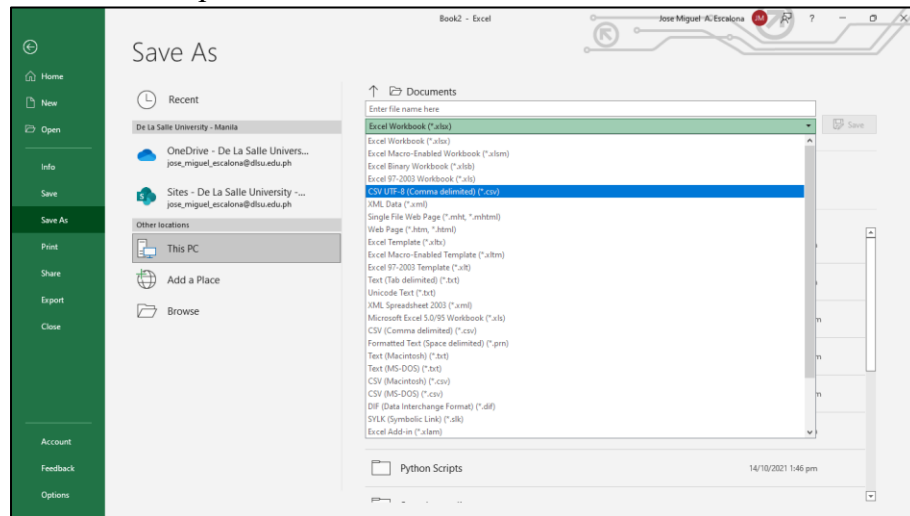 Book2 - Excel
Jose Miguel A. Escalona
JM
?
Save As
Home
New
Open
Info
Save
Save As
Print
Share
Export
Close
Account
Feedback
Options
Recent
De La Salle University - Manila
OneDrive - De La Salle Univers...
jose_miguel_escalona@dlsu.edu.ph
Sites - De La Salle University -...
jose_miguel_escalona@dlsu.edu.ph
Other locations
This PC
Add a Place
Browse
Documents
Enter file name here
Excel Workbook (*.xlsx)
Save
Excel Workbook (*.xlsx)
Excel Macro-Enabled Workbook (*.xlsm)
Excel Binary Workbook (*.xlsb)
Excel 97-2003 Workbook (*.xls)
CSV UTF-8 (Comma delimited) (*.csv)
XML Data (*.xml)
Single File Web Page (*.mht, *.mhtml)
Web Page (*.htm, *.html)
Excel Template (*.xltx)
Excel Macro-Enabled Template (*.xltm)
Excel 97-2003 Template (*.xlt)
Text (Tab delimited) (*.txt)
Unicode Text (*.txt)
XML Spreadsheet 2003 (*.xml)
Microsoft Excel 5.0/95 Workbook (*.xls)
CSV (Comma delimited) (*.csv)
Formatted Text (Space delimited) (*.prn)
Text (Macintosh) (*.txt)
Text (MS-DOS) (*.txt)
CSV (Macintosh) (*.csv)
CSV (MS-DOS) (*.csv)
DIF (Data Interchange Format) (*.dif)
SYLK (Symbolic Link) (*.slk)
Excel Add-in (*.xlam)
Python Scripts
14/10/2021 1:46 pm